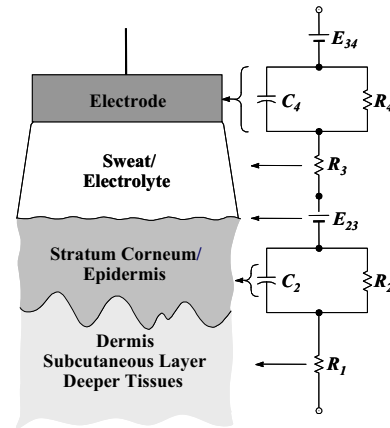 E34
Electrode
C4
R4
Sweat/
Electrolyte
R3
E23
Stratum Corneum/
Epidermis
C2
R2
Dermis
Subcutaneous Layer
Deeper Tissues
R1